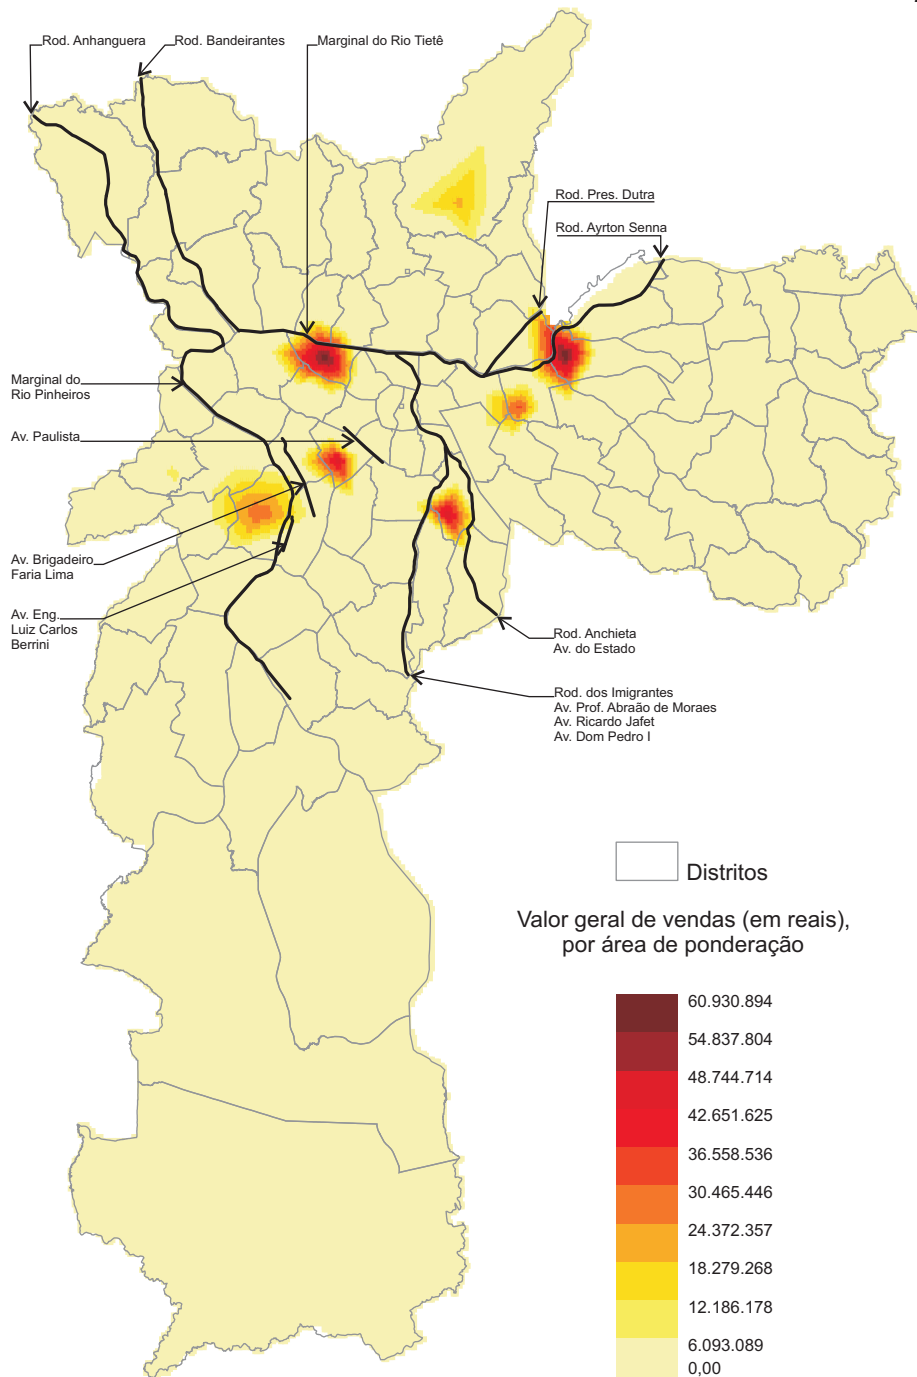 Rod. Anhanguera
Rod. Bandeirantes
Marginal do Rio Tietê
Rod. Pres. Dutra
Rod. Ayrton Senna
Marginal do
Rio Pinheiros
Av. Paulista
Av. Brigadeiro
Faria Lima
Av. Eng.
Luiz Carlos
Berrini
Rod. Anchieta
Av. do Estado
Rod. dos Imigrantes
Av. Prof. Abraão de Moraes
Av. Ricardo Jafet
Av. Dom Pedro I
Distritos
Valor geral de vendas (em reais),
por área de ponderação
60.930.894
54.837.804
48.744.714
42.651.625
36.558.536
30.465.446
24.372.357
18.279.268
12.186.178
6.093.089
0,00